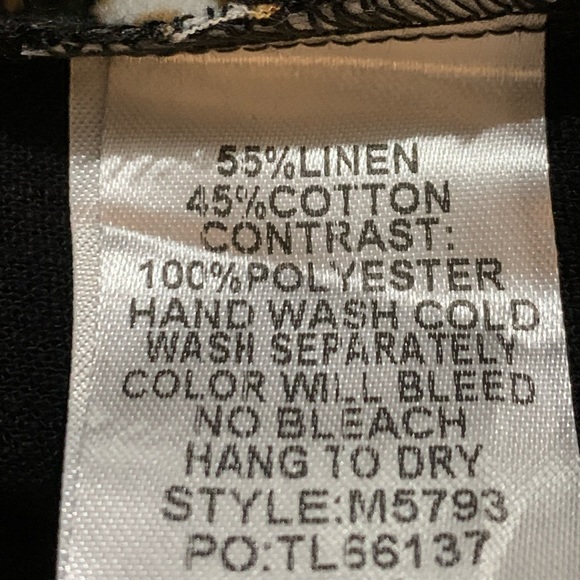 55%LINEN
45%COTTON
CONTRAST:
100%POLYESTER
HAND WASH COLD
WASH SEPARATELY
COLOR WILL BLEED
NO BLEACH
HANG TO DRY
STYLE:M5793
PO:TL66137